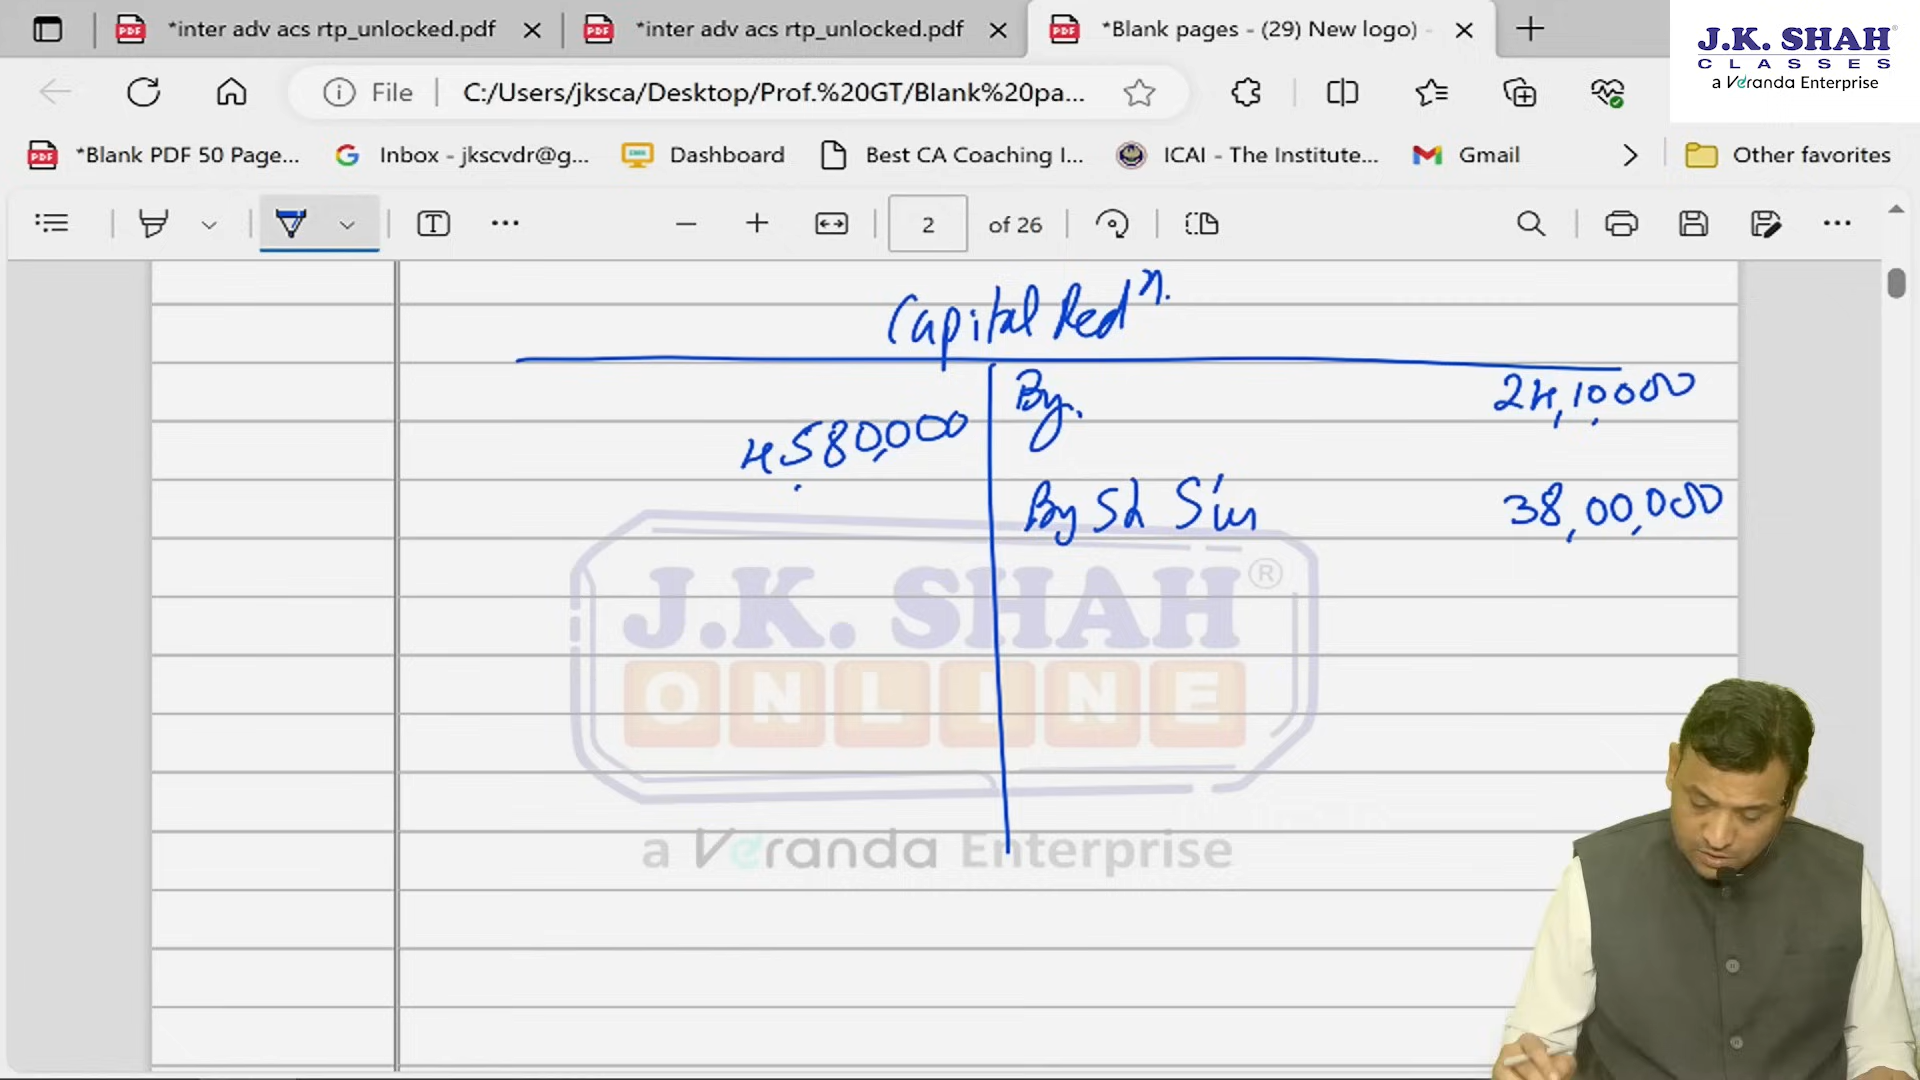 *inter adv acs rtp_unlocked.pdf
*inter adv acs rtp_unlocked.pdf
*Blank pages - (29) New logo) -
J.K. SHAH
CLASSES
a Veranda Enterprise
File
C:/Users/jksca/Desktop/Prof.%20GT/Blank%20pa...
*Blank PDF 50 Page...
Inbox - jkscvdr@g...
Dashboard
Best CA Coaching I...
ICAI - The Institute...
Gmail
Other favorites
2 of 26
Capital Redn.
By. 24,10,000
4580,000
By Sh Sur 38,00,000
J.K. SHAH®
ONLINE
a Veranda Enterprise